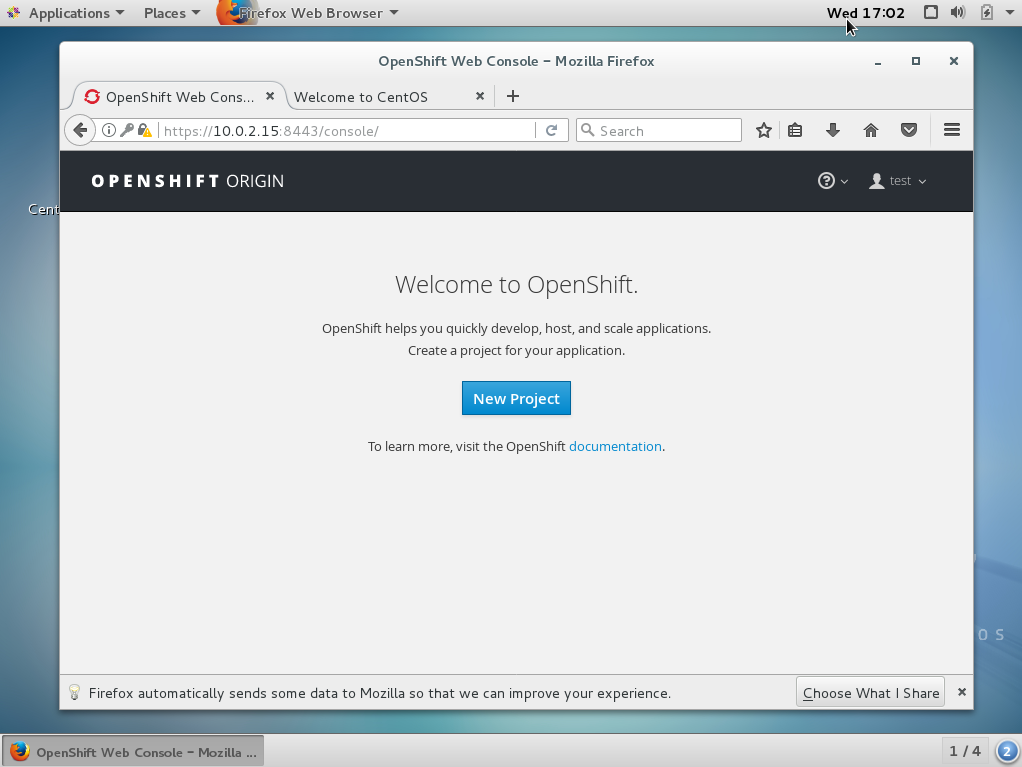 Applications Places Firefox Web Browser Wed 17:02
OpenShift Web Console - Mozilla Firefox
OpenShift Web Cons... Welcome to CentOS
https://10.0.2.15:8443/console/ Search
OPENSHIFT ORIGIN test
Cent
Welcome to OpenShift.
OpenShift helps you quickly develop, host, and scale applications.
Create a project for your application.
New Project
To learn more, visit the OpenShift documentation.
OS
Firefox automatically sends some data to Mozilla so that we can improve your experience. Choose What I Share
OpenShift Web Console - Mozilla ... 1 / 4 2